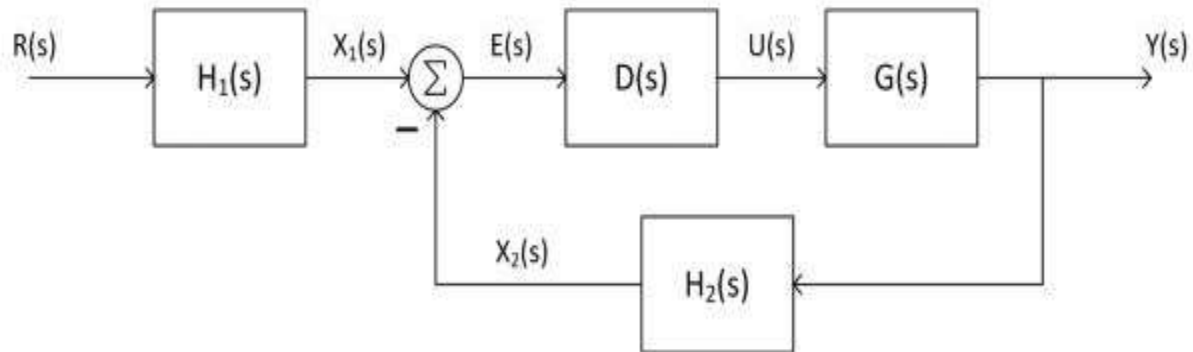 R(s)
H₁(s)
X₁(s)
Σ
E(s)
D(s)
U(s)
G(s)
Y(s)
−
X₂(s)
H₂(s)